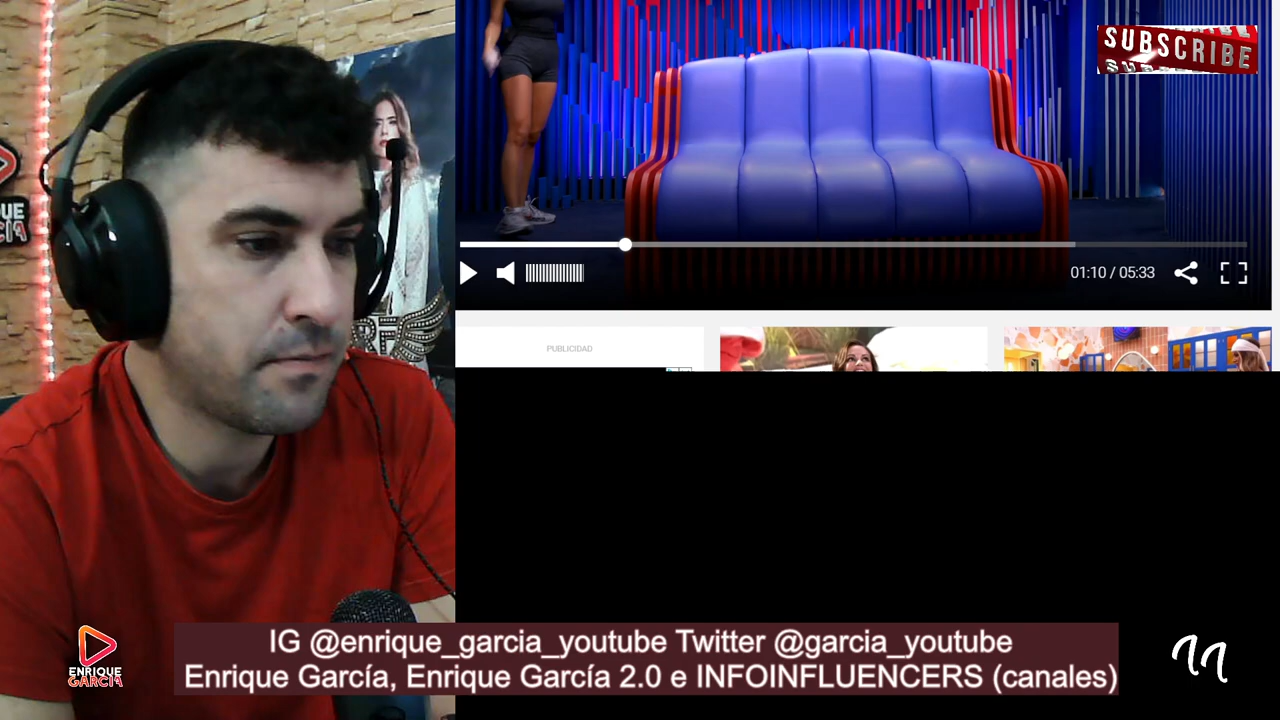 SUBSCRIBE
01:10 / 05:33
PUBLICIDAD
IG @enrique_garcia_youtube Twitter @garcia_youtube
Enrique García, Enrique García 2.0 e INFOINFLUENCERS (canales)
ENRIQUE
GARCÍA